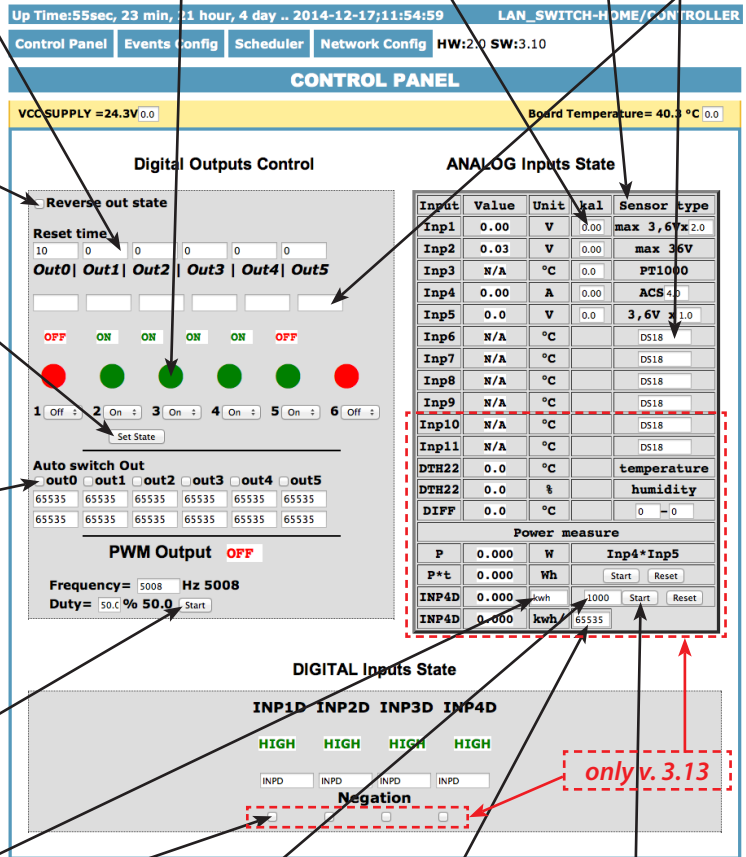 Up Time:55sec, 23 min, 21 hour, 4 day .. 2014-12-17;11:54:59 LAN_SWITCH-HOME/CONTROLLER
Control Panel Events Config Scheduler Network Config HW:2.0 SW:3.10
CONTROL PANEL
VCC SUPPLY =24.3V 0.0 Board Temperature= 40.3 °C 0.0
Digital Outputs Control
Reverse out state
Reset time
10 0 0 0 0 0
Out0| Out1| Out2 | Out3 | Out4| Out5
OFF ON ON ON ON OFF
1 Off 2 On 3 On 4 On 5 On 6 Off
Set State
Auto switch Out
out0 out1 out2 out3 out4 out5
65535 65535 65535 65535 65535 65535
65535 65535 65535 65535 65535 65535
PWM Output OFF
Frequency= 5008 Hz 5008
Duty= 50.0 % 50.0 Start
ANALOG Inputs State
Input Value Unit kal Sensor type
Inp1 0.00 V 0.00 max 3,6Vx 2.0
Inp2 0.03 V 0.00 max 36V
Inp3 N/A °C 0.0 PT1000
Inp4 0.00 A 0.00 ACS 4.0
Inp5 0.0 V 0.0 3,6V x 1.0
Inp6 N/A °C DS18
Inp7 N/A °C DS18
Inp8 N/A °C DS18
Inp9 N/A °C DS18
Inp10 N/A °C DS18
Inp11 N/A °C DS18
DTH22 0.0 °C temperature
DTH22 0.0 % humidity
DIFF 0.0 °C 0 - 0
Power measure
P 0.000 W Inp4*Inp5
P*t 0.000 Wh Start Reset
INP4D 0.000 kwh 1000 Start Reset
INP4D 0.000 kwh/ 65535
DIGITAL Inputs State
INP1D INP2D INP3D INP4D
HIGH HIGH HIGH HIGH
INPD INPD INPD INPD
Negation
only v. 3.13